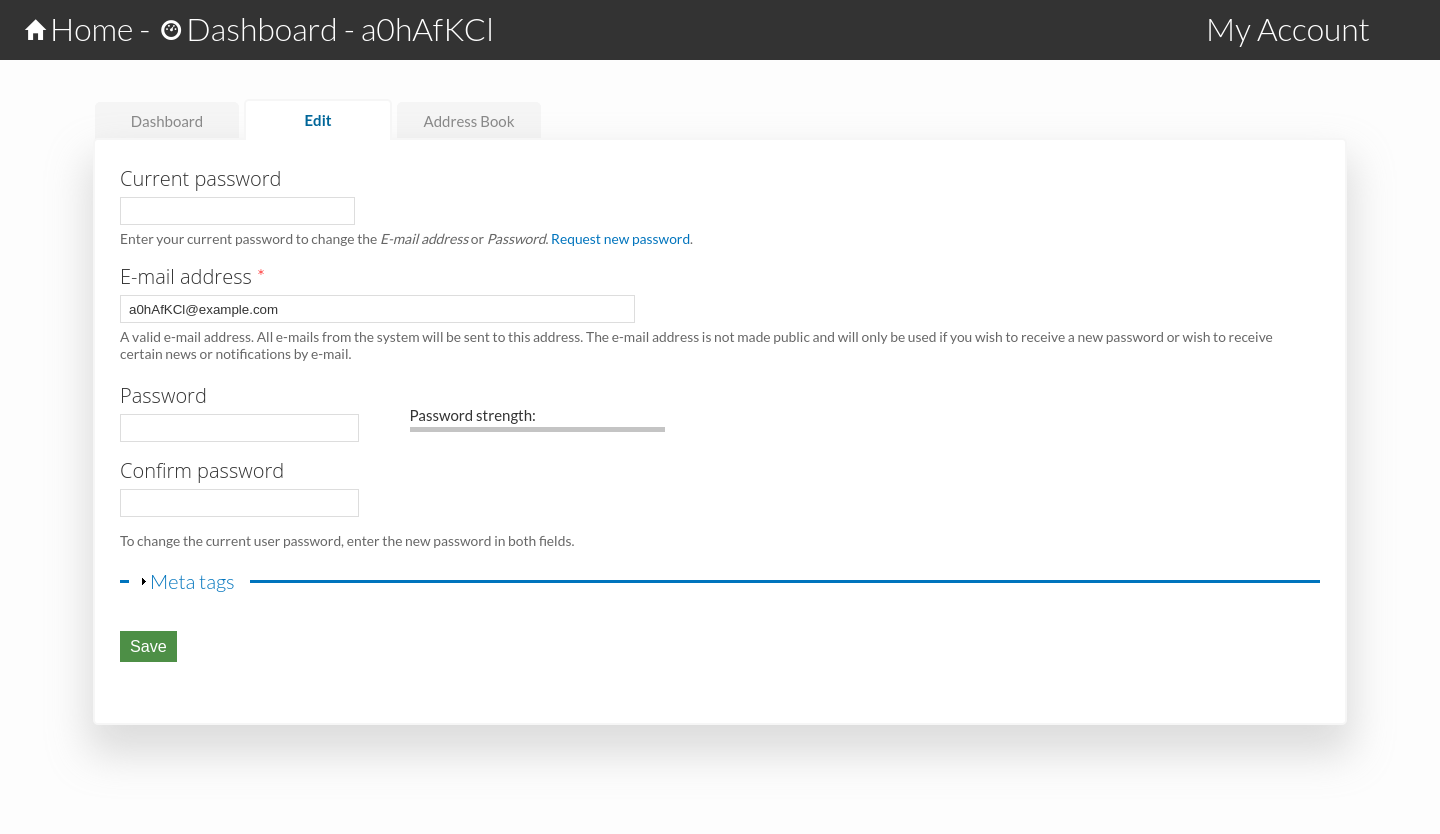 Home - Dashboard - a0hAfKCl
My Account
Dashboard
Edit
Address Book
Current password
Enter your current password to change the E-mail address or Password. Request new password.
E-mail address *
a0hAfKCl@example.com
A valid e-mail address. All e-mails from the system will be sent to this address. The e-mail address is not made public and will only be used if you wish to receive a new password or wish to receive
certain news or notifications by e-mail.
Password
Password strength:
Confirm password
To change the current user password, enter the new password in both fields.
Meta tags
Save